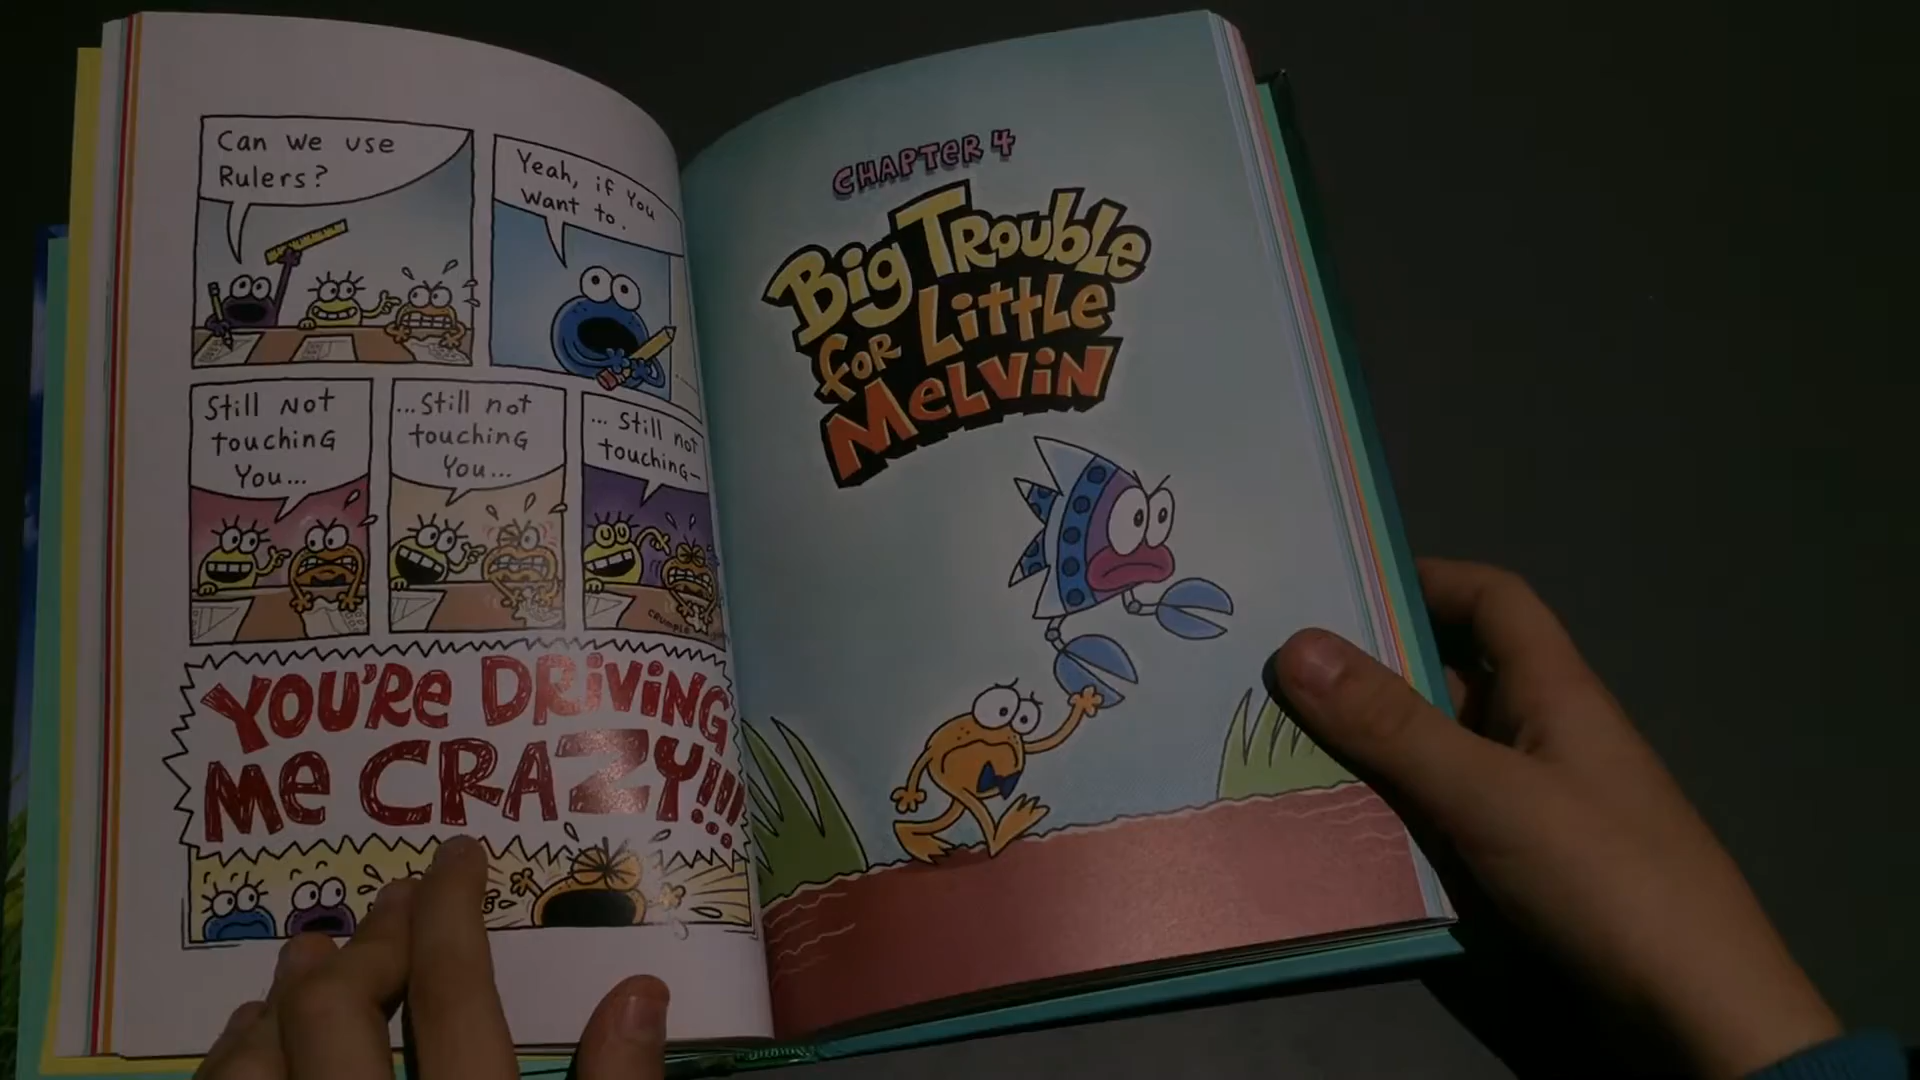 Can we use
Rulers?
Yeah, if You
want to.
Still Not
touching
You...
...Still not
touching
You...
... Still not
touching—
CRUMPLE
YOU'RE DRIVING
ME CRAZY!!!
CHAPTER 4
Big Trouble
for Little
Melvin